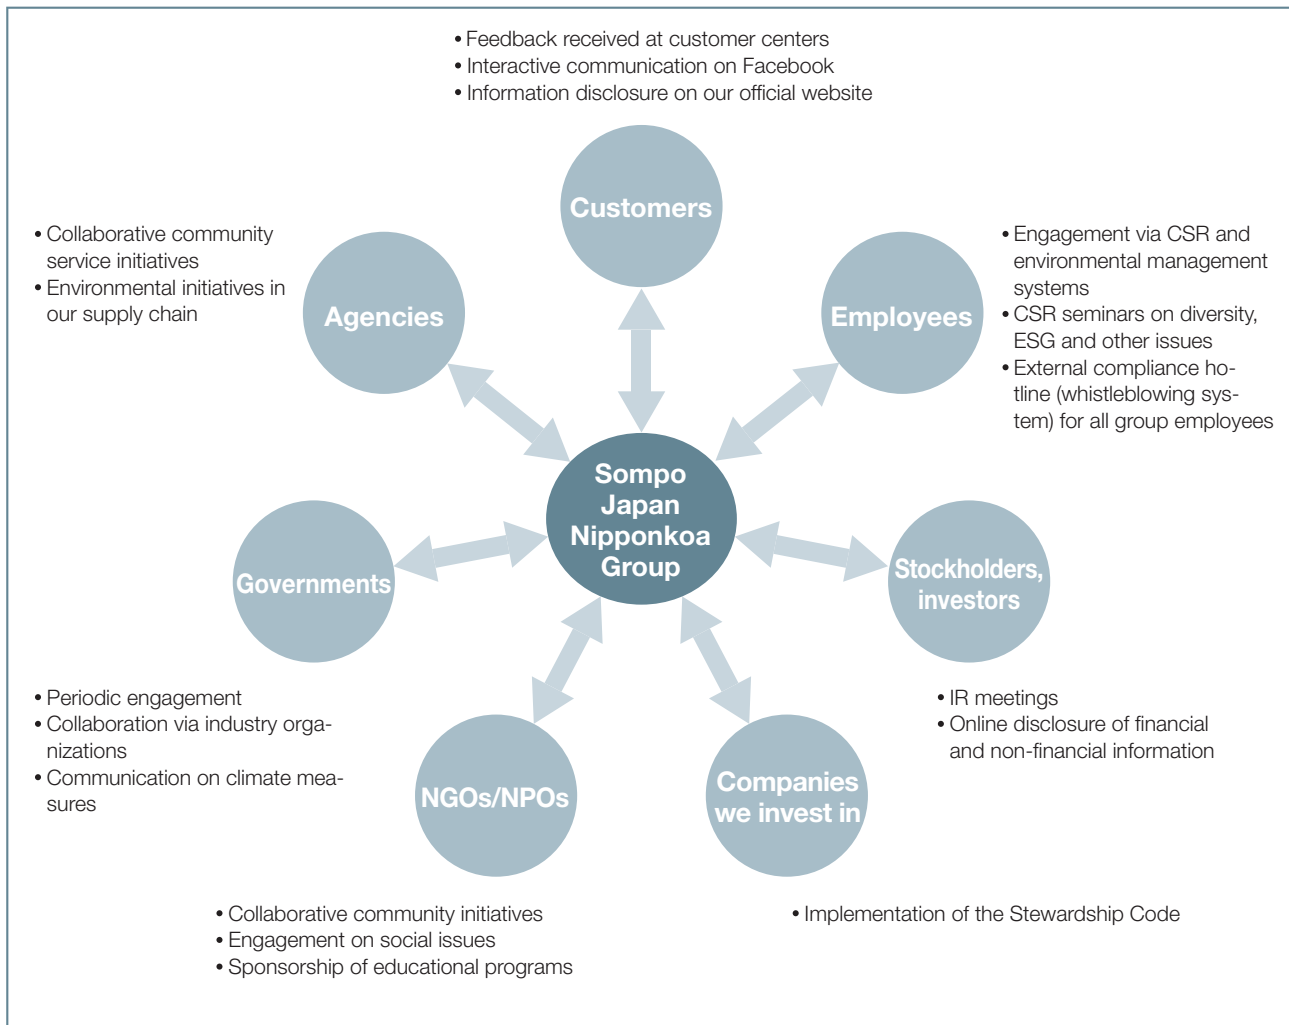 • Feedback received at customer centers
• Interactive communication on Facebook
• Information disclosure on our official website
Customers
• Collaborative community
service initiatives
• Environmental initiatives in
our supply chain
Agencies
Employees
• Engagement via CSR and
environmental management
systems
• CSR seminars on diversity,
ESG and other issues
• External compliance ho-
tline (whistleblowing sys-
tem) for all group employees
Sompo
Japan
Nipponkoa
Group
Governments
Stockholders,
investors
• Periodic engagement
• Collaboration via industry orga-
nizations
• Communication on climate mea-
sures
• IR meetings
• Online disclosure of financial
and non-financial information
NGOs/NPOs
Companies
we invest in
• Collaborative community initiatives
• Engagement on social issues
• Sponsorship of educational programs
• Implementation of the Stewardship Code